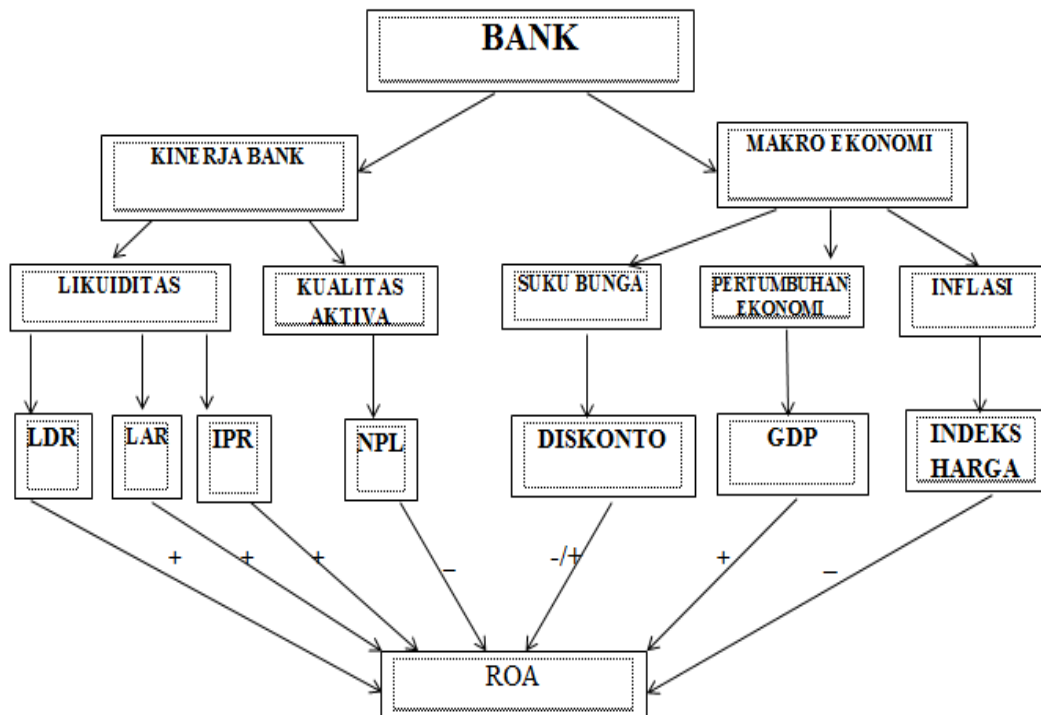 BANK
KINERJA BANK
MAKRO EKONOMI
LIKUIDITAS
KUALITAS
AKTIVA
SUKU BUNGA
PERTUMBUHAN
EKONOMI
INFLASI
LDR
LAR
IPR
NPL
DISKONTO
GDP
INDEKS
HARGA
+
+
+
–
-/+
+
–
ROA